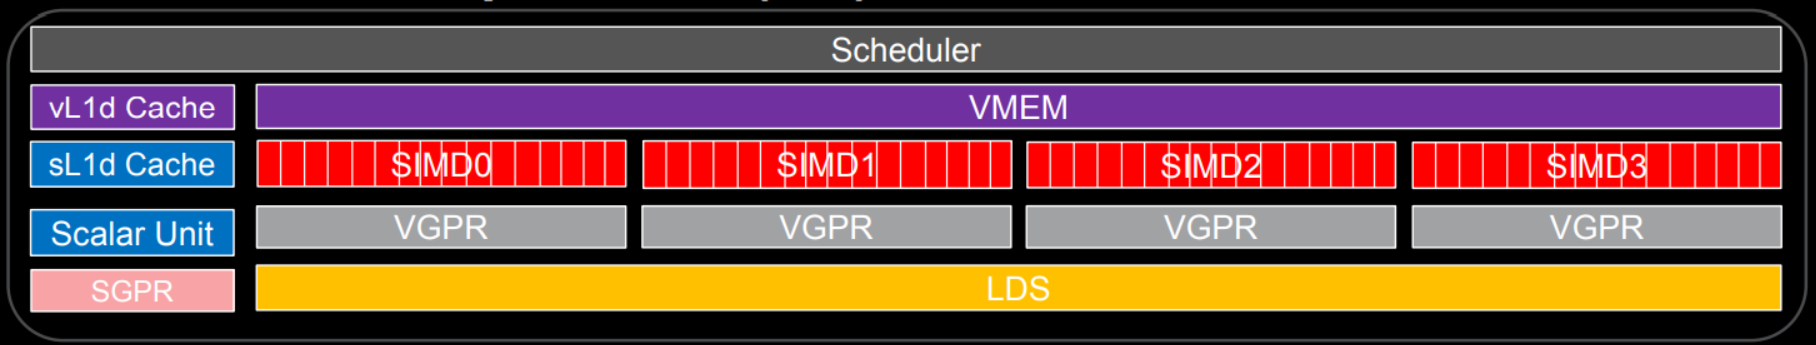 Scheduler
vL1d Cache
VMEM
sL1d Cache
SIMD0
SIMD1
SIMD2
SIMD3
Scalar Unit
VGPR
VGPR
VGPR
VGPR
SGPR
LDS